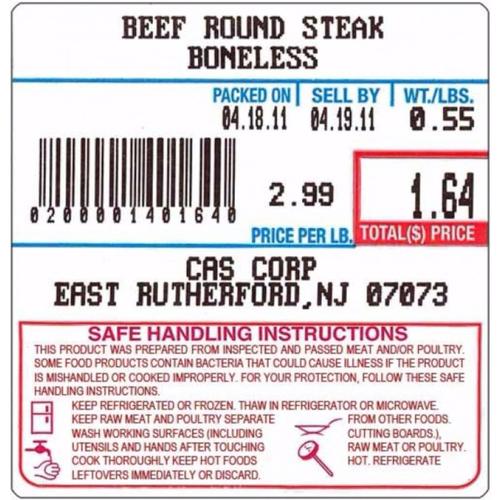 BEEF ROUND STEAK
BONELESS
PACKED ON SELL BY WT./LBS.
04.18.11 04.19.11 0.55
0200001401640
2.99 1.64
PRICE PER LB. TOTAL($) PRICE
CAS CORP
EAST RUTHERFORD,NJ 07073
SAFE HANDLING INSTRUCTIONS
THIS PRODUCT WAS PREPARED FROM INSPECTED AND PASSED MEAT AND/OR POULTRY.
SOME FOOD PRODUCTS CONTAIN BACTERIA THAT COULD CAUSE ILLNESS IF THE PRODUCT
IS MISHANDLED OR COOKED IMPROPERLY. FOR YOUR PROTECTION, FOLLOW THESE SAFE
HANDLING INSTRUCTIONS.
KEEP REFRIGERATED OR FROZEN. THAW IN REFRIGERATOR OR MICROWAVE.
KEEP RAW MEAT AND POULTRY SEPARATE FROM OTHER FOODS.
WASH WORKING SURFACES (INCLUDING CUTTING BOARDS.),
UTENSILS AND HANDS AFTER TOUCHING RAW MEAT OR POULTRY.
COOK THOROUGHLY KEEP HOT FOODS HOT. REFRIGERATE
LEFTOVERS IMMEDIATELY OR DISCARD.